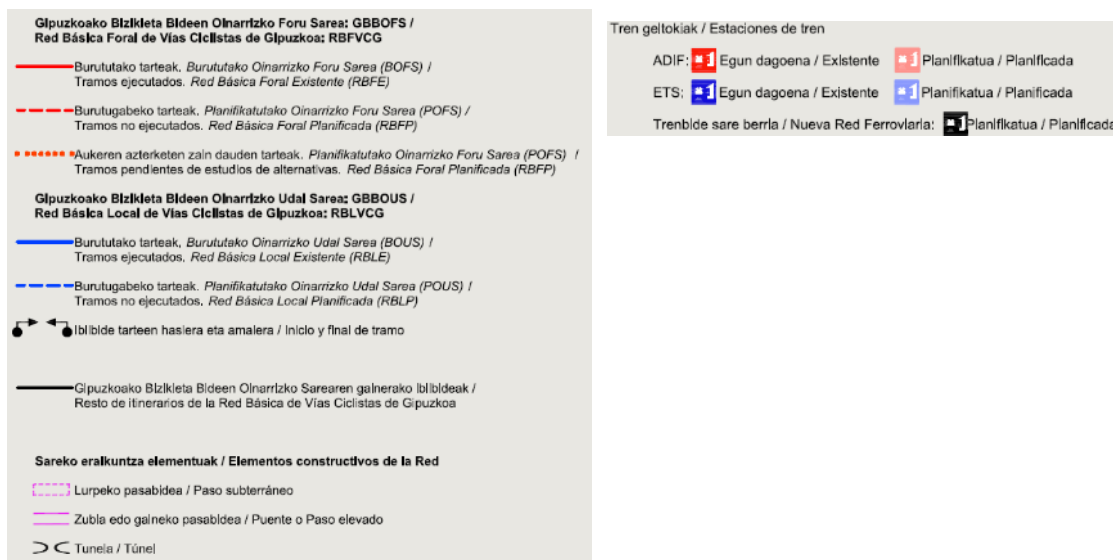 Gipuzkoako Bizikleta Bideen Oinarrizko Foru Sarea: GBBOFS /
Red Básica Foral de Vías Ciclistas de Gipuzkoa: RBFVCG
Burututako tarteak. Burututako Oinarrizko Foru Sarea (BOFS) /
Tramos ejecutados. Red Básica Foral Existente (RBFE)
Burutugabeko tarteak. Planifikatutako Oinarrizko Foru Sarea (POFS) /
Tramos no ejecutados. Red Básica Foral Planificada (RBFP)
Aukeren azterketen zain dauden tarteak. Planifikatutako Oinarrizko Foru Sarea (POFS) /
Tramos pendientes de estudios de alternativas. Red Básica Foral Planificada (RBFP)
Gipuzkoako Bizikleta Bideen Oinarrizko Udal Sarea: GBBOUS /
Red Básica Local de Vías Ciclistas de Gipuzkoa: RBLVCG
Burututako tarteak. Burututako Oinarrizko Udal Sarea (BOUS) /
Tramos ejecutados. Red Básica Local Existente (RBLE)
Burutugabeko tarteak. Planifikatutako Oinarrizko Udal Sarea (POUS) /
Tramos no ejecutados. Red Básica Local Planificada (RBLP)
Ibilbide tarteen hasiera eta amaiera / Inicio y final de tramo
Gipuzkoako Bizikleta Bideen Oinarrizko Sarearen gainerako ibilbideak /
Resto de itinerarios de la Red Básica de Vías Ciclistas de Gipuzkoa
Sareko eraikuntza elementuak / Elementos constructivos de la Red
Lurpeko pasabidea / Paso subterráneo
Zubia edo gaineko pasabidea / Puente o Paso elevado
Tunela / Túnel
Tren geltokiak / Estaciones de tren
ADIF: Egun dagoena / Existente Planifikatua / Planificada
ETS: Egun dagoena / Existente Planifikatua / Planificada
Trenbide sare berria / Nueva Red Ferroviaria: Planifikatua / Planificada